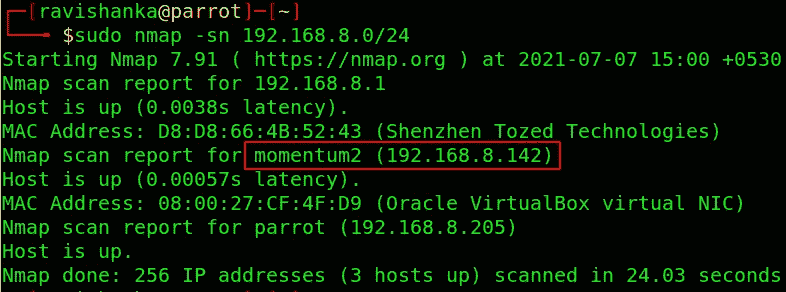 [ravishanka@parrot]─[~]
$sudo nmap -sn 192.168.8.0/24
Starting Nmap 7.91 ( https://nmap.org ) at 2021-07-07 15:00 +0530
Nmap scan report for 192.168.8.1
Host is up (0.0038s latency).
MAC Address: D8:D8:66:4B:52:43 (Shenzhen Tozed Technologies)
Nmap scan report for momentum2 (192.168.8.142)
Host is up (0.00057s latency).
MAC Address: 08:00:27:CF:4F:D9 (Oracle VirtualBox virtual NIC)
Nmap scan report for parrot (192.168.8.205)
Host is up.
Nmap done: 256 IP addresses (3 hosts up) scanned in 24.03 seconds